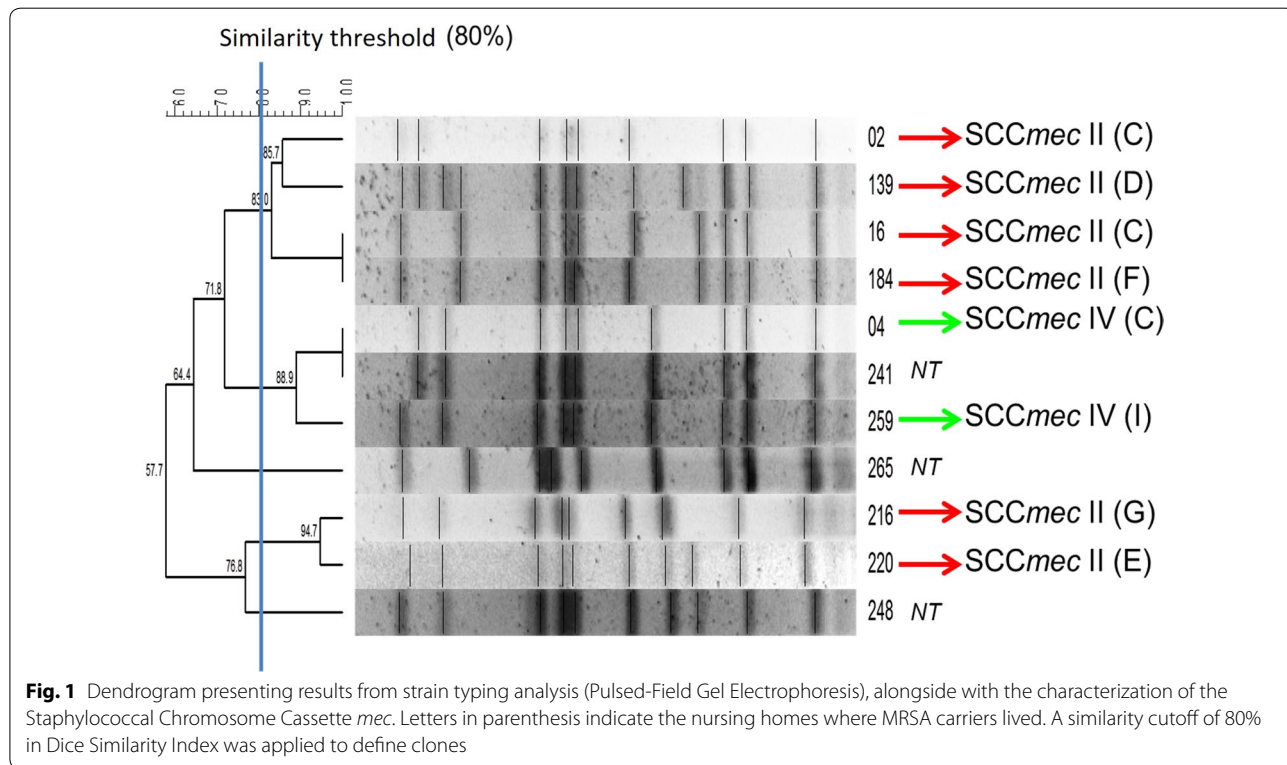 Similarity threshold (80%)
6.0 7.0 8.0 9.0 10.0
85.7
83.0
71.8
88.9
64.4
57.7
94.7
76.8
02 SCCmec II (C)
139 SCCmec II (D)
16 SCCmec II (C)
184 SCCmec II (F)
04 SCCmec IV (C)
241 NT
259 SCCmec IV (I)
265 NT
216 SCCmec II (G)
220 SCCmec II (E)
248 NT
Fig. 1 Dendrogram presenting results from strain typing analysis (Pulsed-Field Gel Electrophoresis), alongside with the characterization of the
Staphylococcal Chromosome Cassette mec. Letters in parenthesis indicate the nursing homes where MRSA carriers lived. A similarity cutoff of 80%
in Dice Similarity Index was applied to define clones